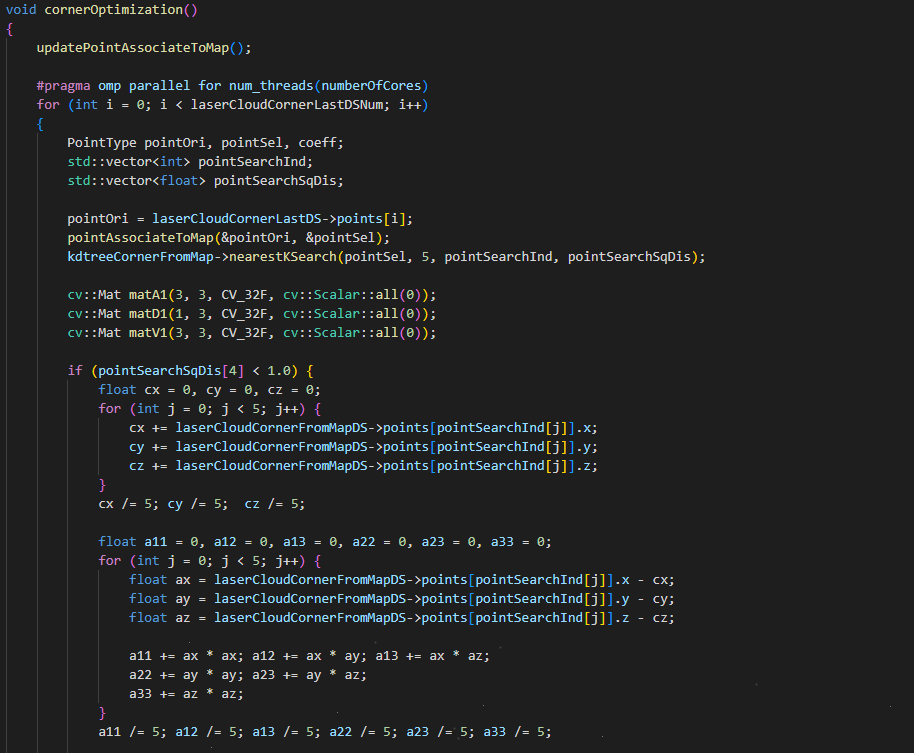 void cornerOptimization()
{
    updatePointAssociateToMap();

    #pragma omp parallel for num_threads(numberOfCores)
    for (int i = 0; i < laserCloudCornerLastDSNum; i++)
    {
        PointType pointOri, pointSel, coeff;
        std::vector<int> pointSearchInd;
        std::vector<float> pointSearchSqDis;

        pointOri = laserCloudCornerLastDS->points[i];
        pointAssociateToMap(&pointOri, &pointSel);
        kdtreeCornerFromMap->nearestKSearch(pointSel, 5, pointSearchInd, pointSearchSqDis);

        cv::Mat matA1(3, 3, CV_32F, cv::Scalar::all(0));
        cv::Mat matD1(1, 3, CV_32F, cv::Scalar::all(0));
        cv::Mat matV1(3, 3, CV_32F, cv::Scalar::all(0));

        if (pointSearchSqDis[4] < 1.0) {
            float cx = 0, cy = 0, cz = 0;
            for (int j = 0; j < 5; j++) {
                cx += laserCloudCornerFromMapDS->points[pointSearchInd[j]].x;
                cy += laserCloudCornerFromMapDS->points[pointSearchInd[j]].y;
                cz += laserCloudCornerFromMapDS->points[pointSearchInd[j]].z;
            }
            cx /= 5; cy /= 5;  cz /= 5;

            float a11 = 0, a12 = 0, a13 = 0, a22 = 0, a23 = 0, a33 = 0;
            for (int j = 0; j < 5; j++) {
                float ax = laserCloudCornerFromMapDS->points[pointSearchInd[j]].x - cx;
                float ay = laserCloudCornerFromMapDS->points[pointSearchInd[j]].y - cy;
                float az = laserCloudCornerFromMapDS->points[pointSearchInd[j]].z - cz;

                a11 += ax * ax; a12 += ax * ay; a13 += ax * az;
                a22 += ay * ay; a23 += ay * az;
                a33 += az * az;
            }
            a11 /= 5; a12 /= 5; a13 /= 5; a22 /= 5; a23 /= 5; a33 /= 5;